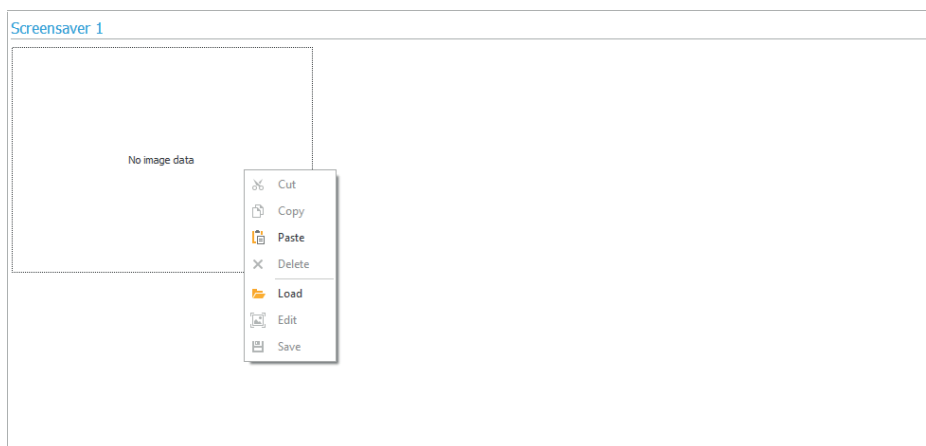 Screensaver 1
No image data
Cut
Copy
Paste
Delete
Load
Edit
Save